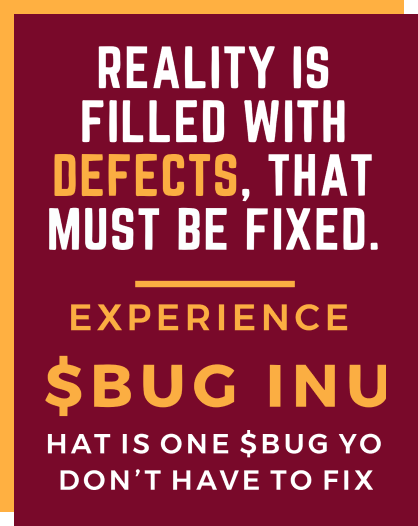 REALITY IS
FILLED WITH
DEFECTS, THAT
MUST BE FIXED.
EXPERIENCE
$BUG INU
HAT IS ONE $BUG YO
DON'T HAVE TO FIX